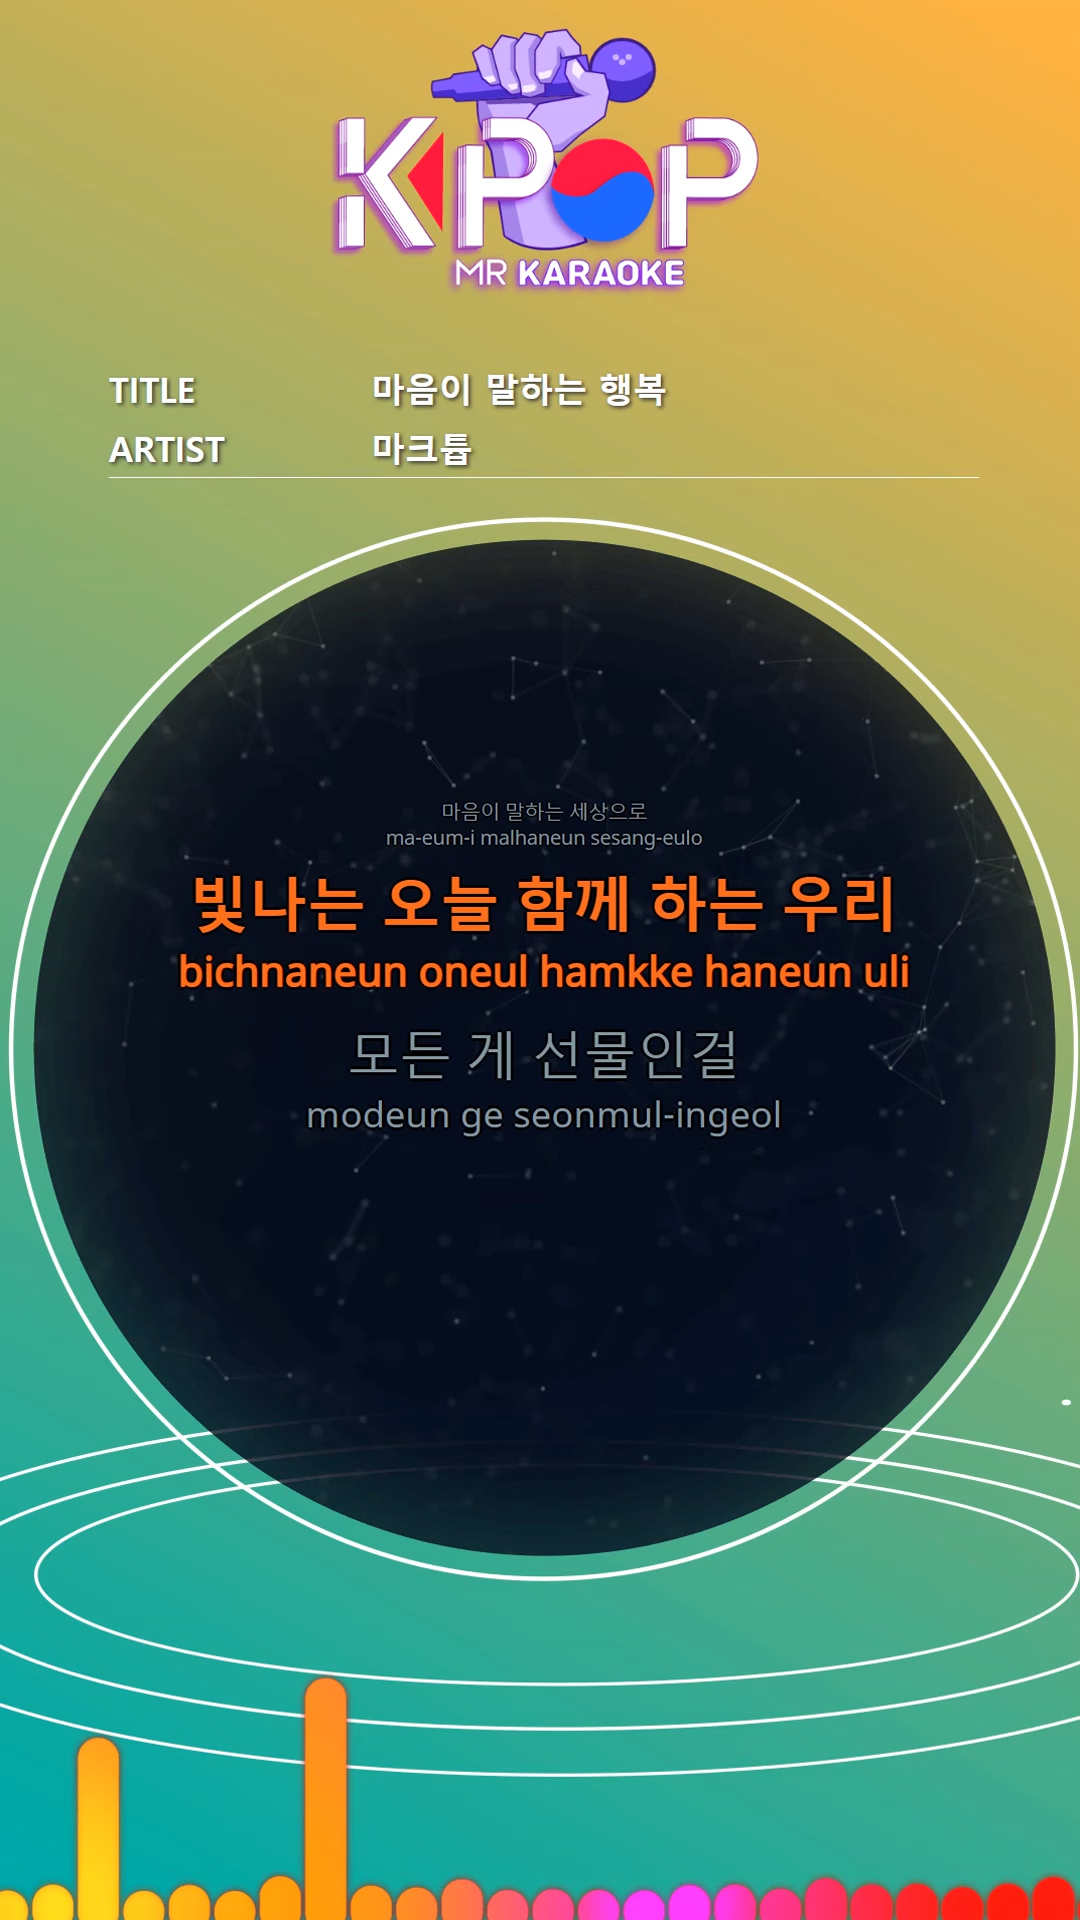 KPOP
MR KARAOKE
TITLE 마음이 말하는 행복
ARTIST 마크툽
마음이 말하는 세상으로
ma-eum-i malhaneun sesang-eulo
빛나는 오늘 함께 하는 우리
bichnaneun oneul hamkke haneun uli
모든 게 선물인걸
modeun ge seonmul-ingeol